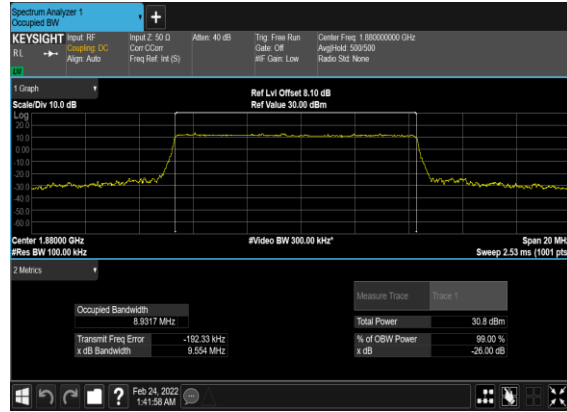 Spectrum Analyzer 1
Occupied BW
KEYSIGHT Input: RF Input Z: 50 Ω Atten: 40 dB Trig: Free Run Center Freq: 1.880000000 GHz
RL Coupling: DC Corr CCorr Gate: Off Avg|Hold: 500/500
Align: Auto Freq Ref: Int (S) #IF Gain: Low Radio Std: None
1 Graph
Ref Lvl Offset 8.10 dB
Scale/Div 10.0 dB Ref Value 30.00 dBm
Log
20.0
10.0
0.00
-10.0
-20.0
-30.0
-40.0
-50.0
-60.0
Center 1.88000 GHz #Video BW 300.00 kHz* Span 20 MHz
#Res BW 100.00 kHz Sweep 2.53 ms (1001 pts
2 Metrics
Measure Trace Trace 1
Occupied Bandwidth
8.9317 MHz Total Power 30.8 dBm
Transmit Freq Error -192.33 kHz % of OBW Power 99.00 %
x dB Bandwidth 9.554 MHz x dB -26.00 dB
Feb 24, 2022
1:41:58 AM